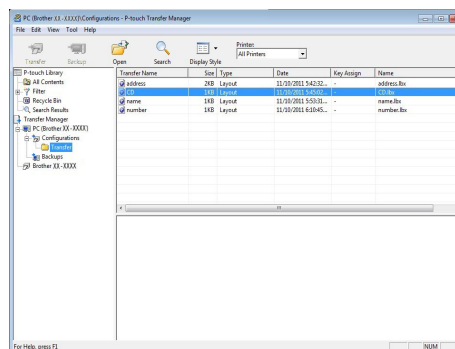 PC (Brother XX-XXXX)\Configurations - P-touch Transfer Manager
File Edit View Tool Help
Transfer Backup Open Search Display Style
Printer:
All Printers
P-touch Library
All Contents
Filter
Recycle Bin
Search Results
Transfer Manager
PC (Brother XX-XXXX)
Configurations
Transfer
Backups
Brother XX-XXXX
Transfer Name Size Type Date Key Assign Name
address 2KB Layout 11/10/2011 5:42:32... - address.lbx
CD 1KB Layout 11/10/2011 5:45:02... - CD.lbx
name 1KB Layout 11/10/2011 5:53:31... - name.lbx
number 1KB Layout 11/10/2011 6:10:45... - number.lbx
For Help, press F1
NUM